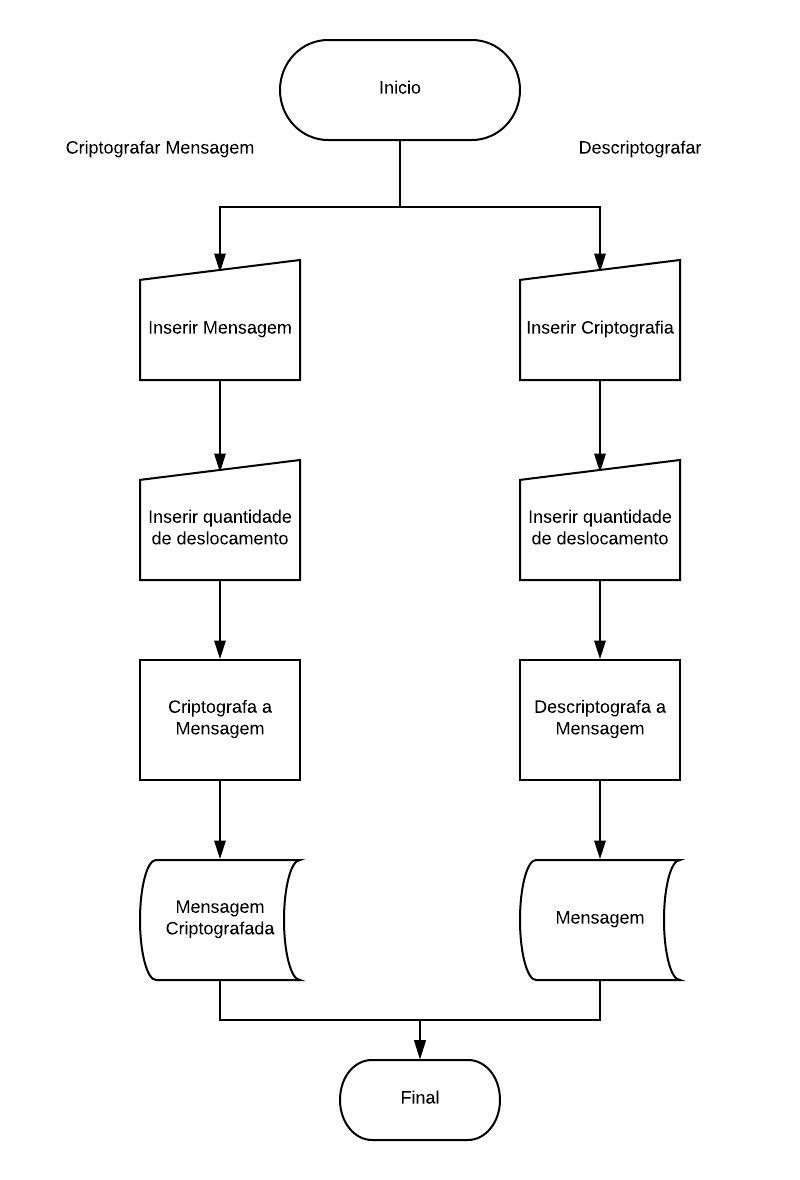 Inicio
Criptografar Mensagem
Descriptografar
Inserir Mensagem
Inserir Criptografia
Inserir quantidade
de deslocamento
Inserir quantidade
de deslocamento
Criptografa a
Mensagem
Descriptografa a
Mensagem
Mensagem
Criptografada
Mensagem
Final